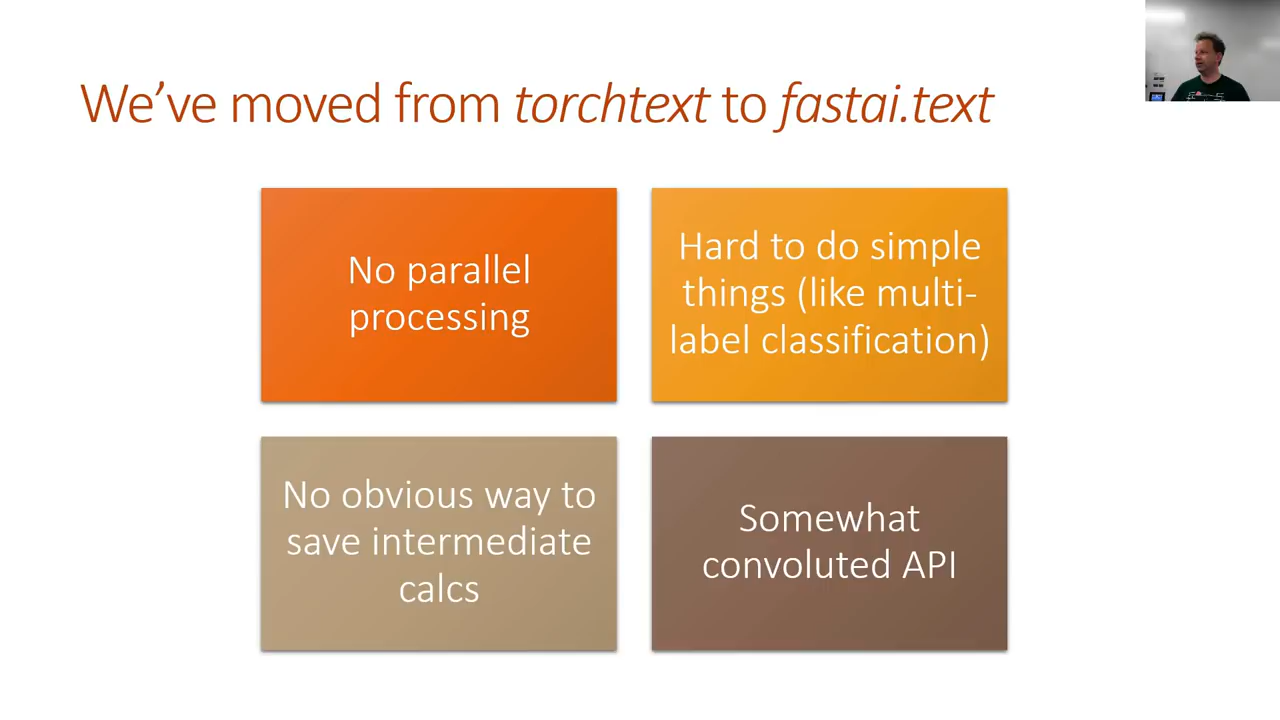 We've moved from torchtext to fastai.text
No parallel
processing
Hard to do simple
things (like multi-
label classification)
No obvious way to
save intermediate
calcs
Somewhat
convoluted API